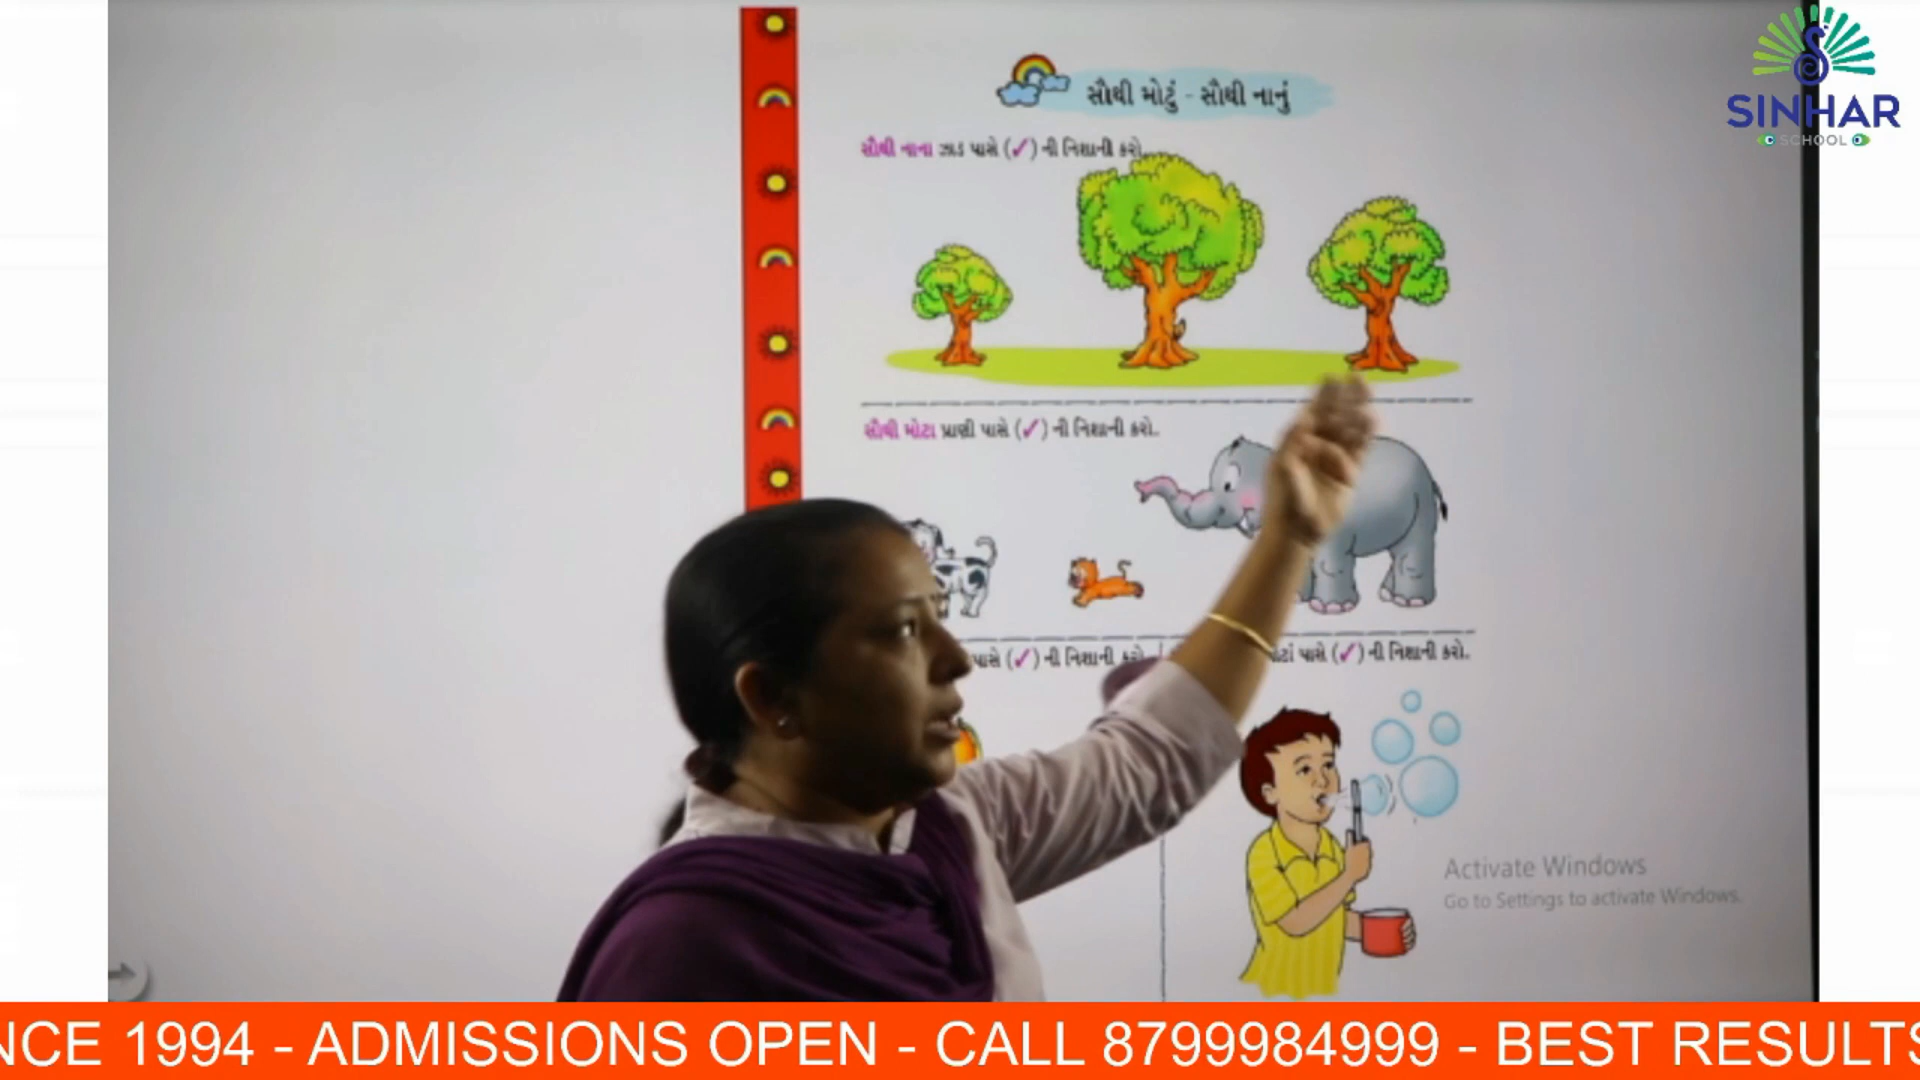 SINHAR
SCHOOL
સૌથી મોટું - સૌથી નાનું
સૌથી નાના ઝાડ પાસે (✓) ની નિશાની કરો.
સૌથી મોટા પ્રાણી પાસે (✓) ની નિશાની કરો.
પાસે (✓) ની નિશાની કરો
પાસે (✓) ની નિશાની કરો.
Activate Windows
Go to Settings to activate Windows.
NCE 1994 - ADMISSIONS OPEN - CALL 8799984999 - BEST RESULTS